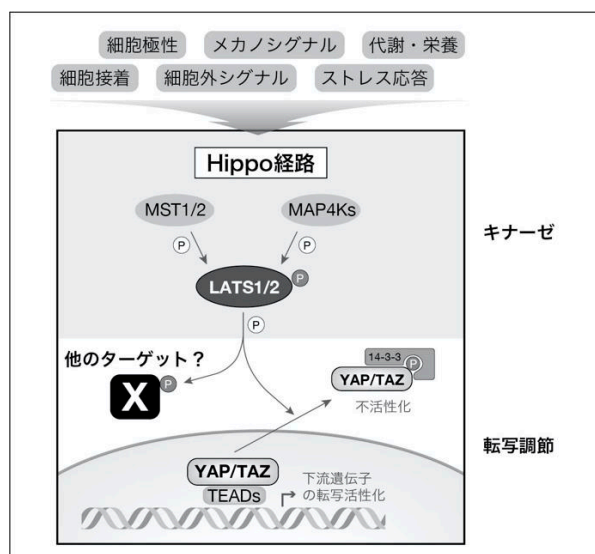 細胞極性 メカノシグナル 代謝・栄養
細胞接着 細胞外シグナル ストレス応答
Hippo経路
MST1/2 MAP4Ks
キナーゼ
P P
LATS1/2 P
P
他のターゲット？
X P
14-3-3 P
YAP/TAZ
不活性化
転写調節
YAP/TAZ
TEADs
下流遺伝子
の転写活性化